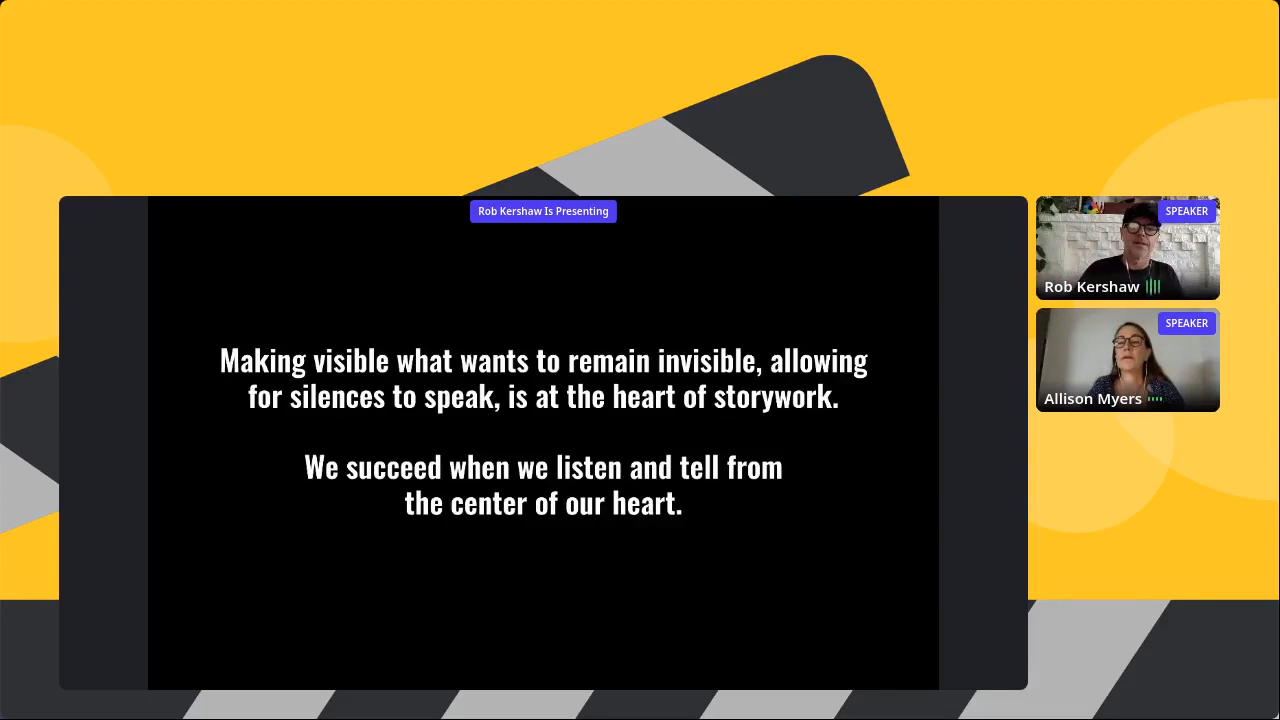 Rob Kershaw Is Presenting
Making visible what wants to remain invisible, allowing
for silences to speak, is at the heart of storywork.
We succeed when we listen and tell from
the center of our heart.
SPEAKER
Rob Kershaw
SPEAKER
Allison Myers